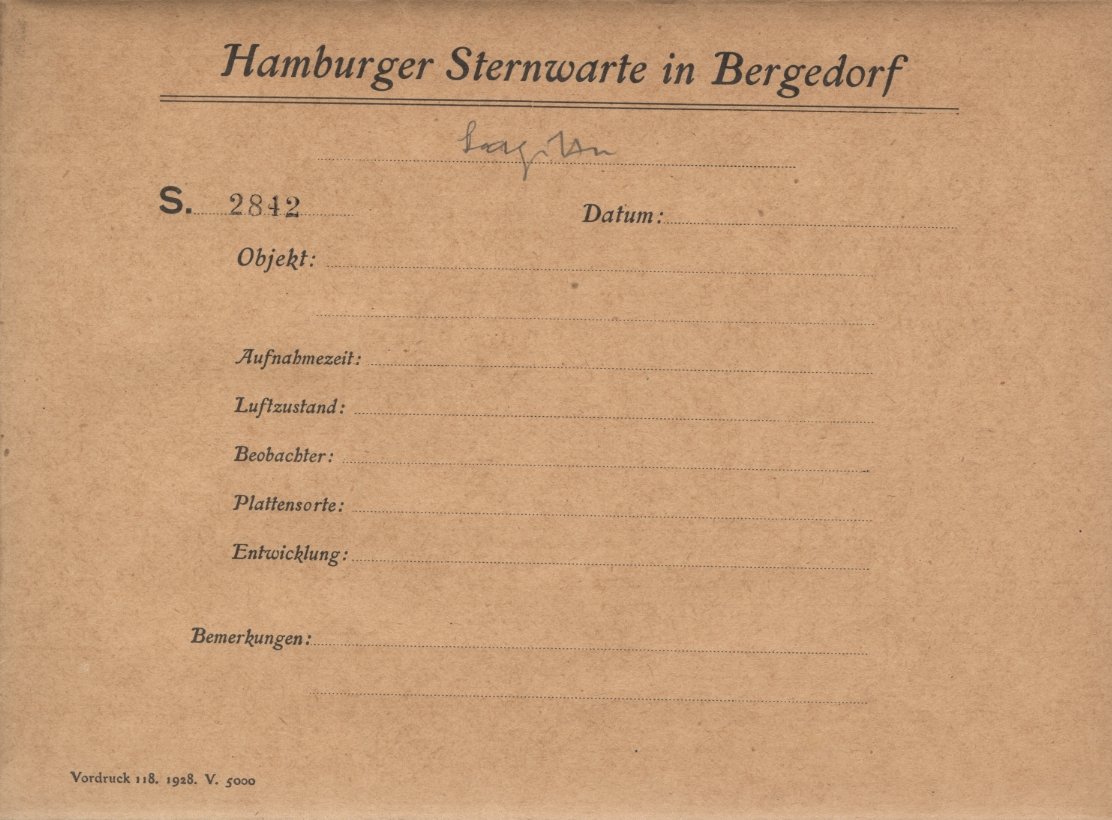 Hamburger Sternwarte in Bergedorf
S. 2842 Datum:
Objekt:
Aufnahmezeit:
Luftzustand:
Beobachter:
Plattensorte:
Entwicklung:
Bemerkungen:
Vordruck 118. 1928. V. 5000